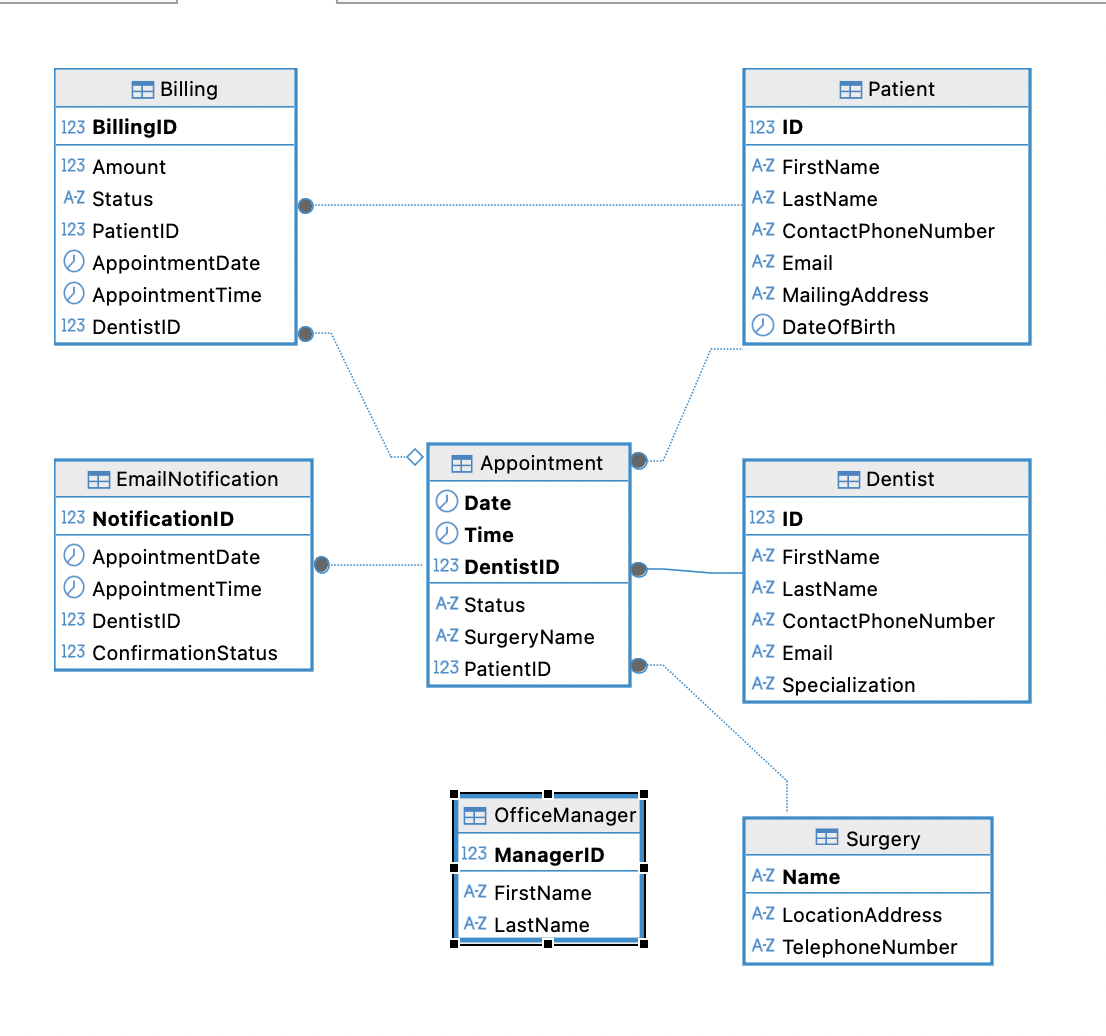 Billing
123 BillingID
123 Amount
A-Z Status
123 PatientID
AppointmentDate
AppointmentTime
123 DentistID
Patient
123 ID
A-Z FirstName
A-Z LastName
A-Z ContactPhoneNumber
A-Z Email
A-Z MailingAddress
DateOfBirth
EmailNotification
123 NotificationID
AppointmentDate
AppointmentTime
123 DentistID
123 ConfirmationStatus
Appointment
Date
Time
123 DentistID
A-Z Status
A-Z SurgeryName
123 PatientID
Dentist
123 ID
A-Z FirstName
A-Z LastName
A-Z ContactPhoneNumber
A-Z Email
A-Z Specialization
OfficeManager
123 ManagerID
A-Z FirstName
A-Z LastName
Surgery
A-Z Name
A-Z LocationAddress
A-Z TelephoneNumber